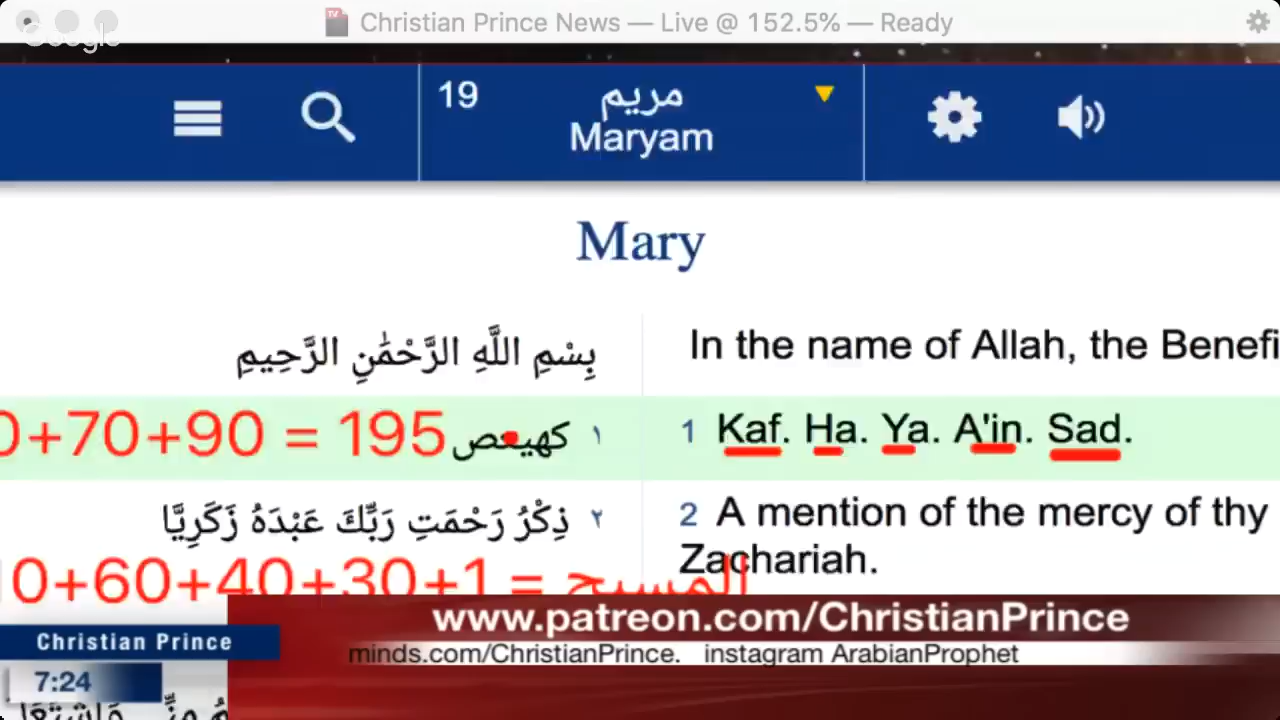 Christian Prince News — Live @ 152.5% — Ready
Google
19
مريم
Maryam
Mary
بِسْمِ اللَّهِ الرَّحْمَٰنِ الرَّحِيمِ
In the name of Allah, the Benefi
0+70+90 = 195
كهيعص ١
1 Kaf. Ha. Ya. A'in. Sad.
ذِكْرُ رَحْمَتِ رَبِّكَ عَبْدَهُ زَكَرِيَّا ٢
2 A mention of the mercy of thy
Zachariah.
10+60+40+30+1 = المسيح
www.patreon.com/ChristianPrince
Christian Prince
minds.com/ChristianPrince. instagram ArabianProphet
7:24